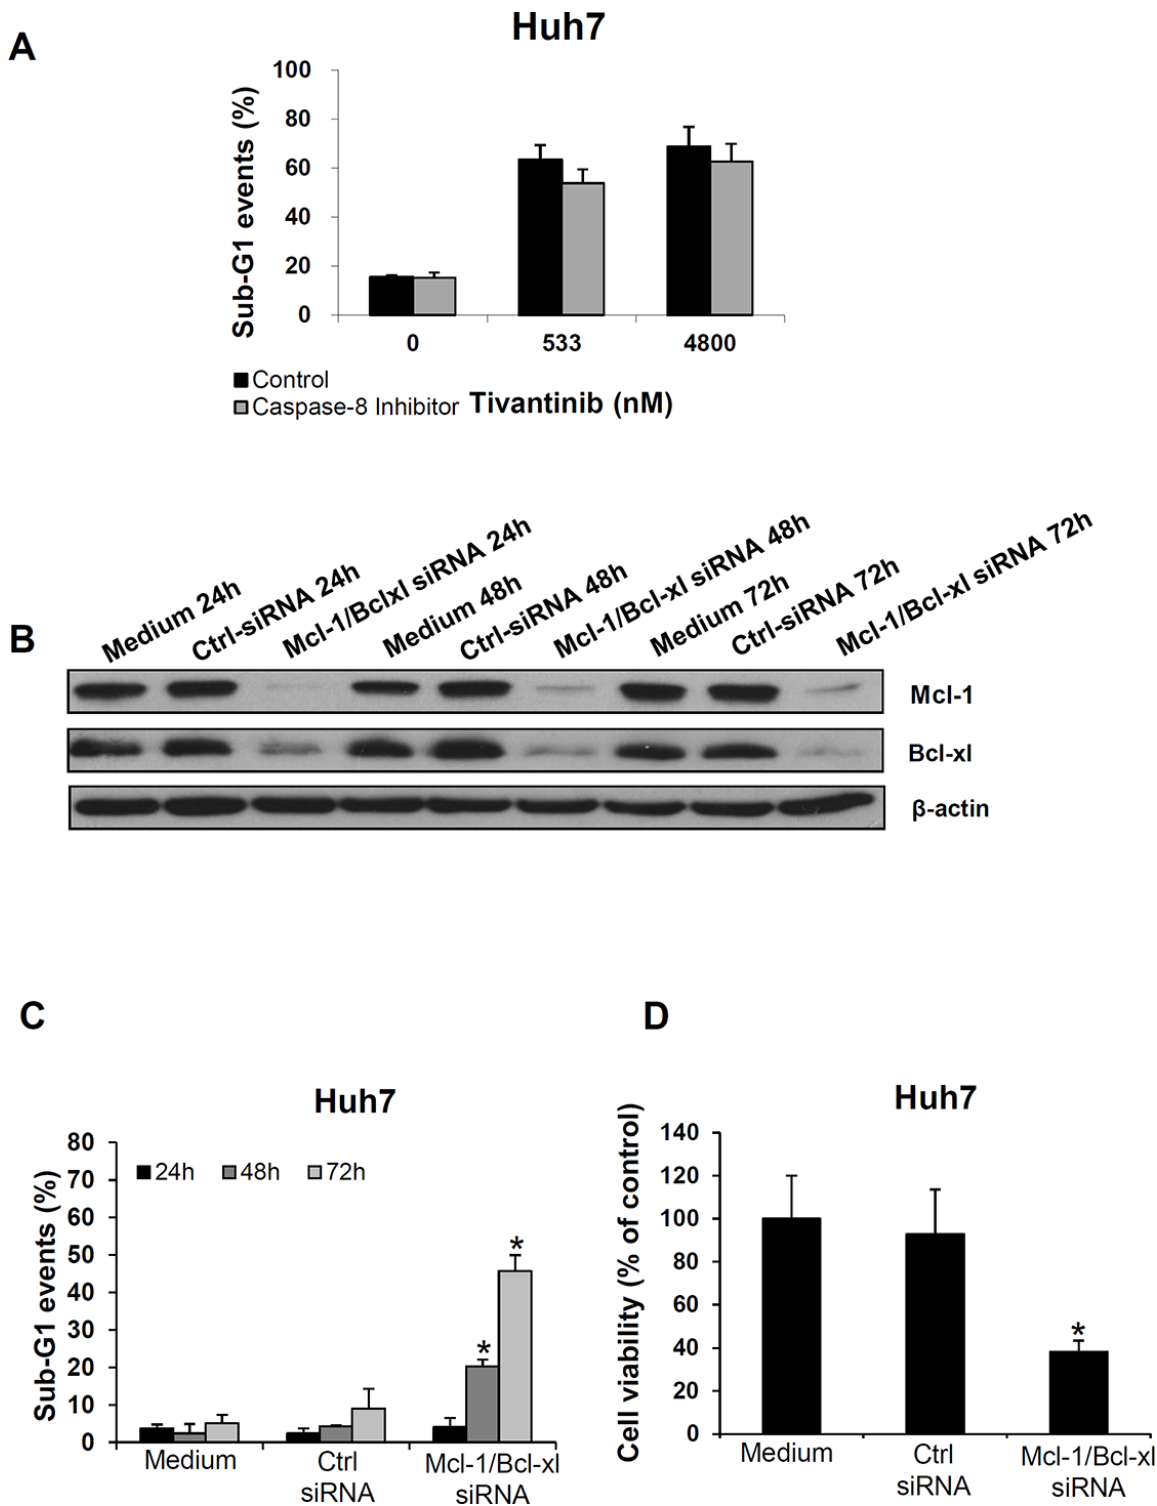 A
Huh7
Sub-G1 events (%)
100
80
60
40
20
0
0 533 4800
Control
Caspase-8 Inhibitor
Tivantinib (nM)
B
Medium 24h
Ctrl-siRNA 24h
Mcl-1/Bclxl siRNA 24h
Medium 48h
Ctrl-siRNA 48h
Mcl-1/Bcl-xl siRNA 48h
Medium 72h
Ctrl-siRNA 72h
Mcl-1/Bcl-xl siRNA 72h
Mcl-1
Bcl-xl
β-actin
C
Huh7
Sub-G1 events (%)
80
70
60
50
40
30
20
10
0
24h 48h 72h
*
*
Medium
Ctrl
siRNA
Mcl-1/Bcl-xl
siRNA
D
Huh7
Cell viability (% of control)
140
120
100
80
60
40
20
0
*
Medium
Ctrl
siRNA
Mcl-1/Bcl-xl
siRNA